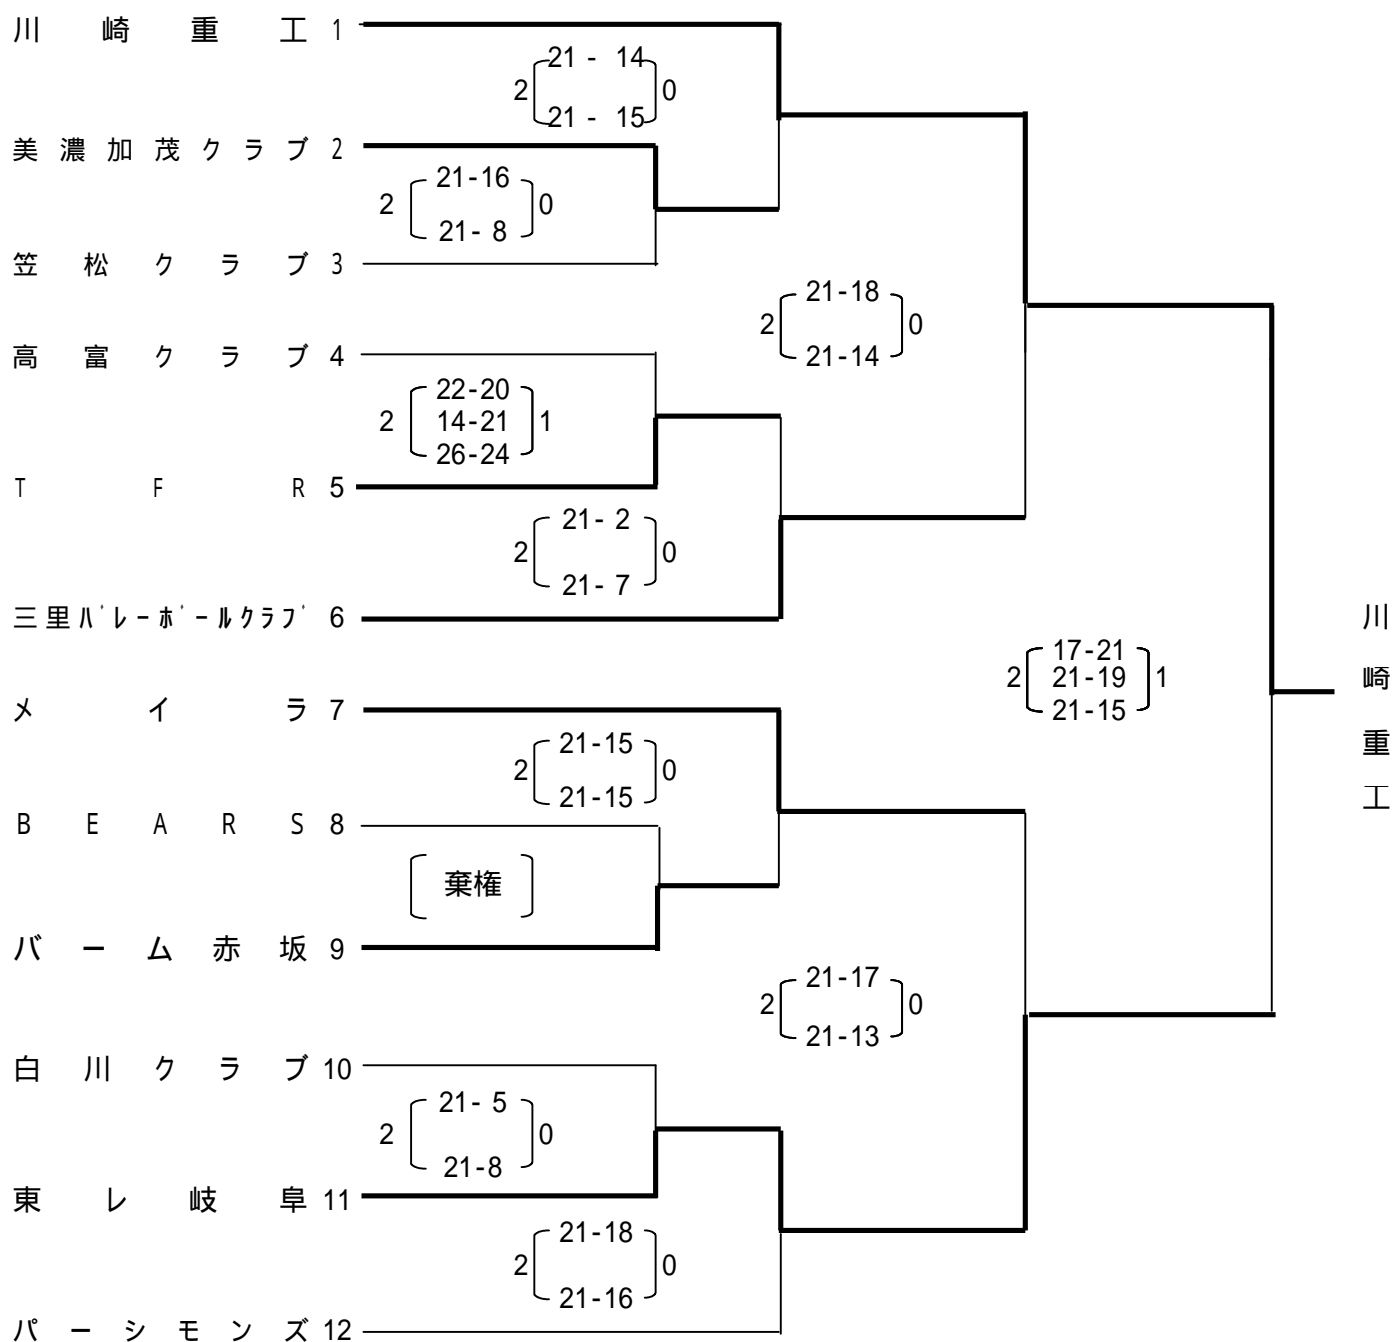 川崎重工 1
21 - 14
2 0
21 - 15
美濃加茂クラブ 2
21-16
2 0
21- 8
笠松クラブ 3
21-18
2 0
21-14
高富クラブ 4
22-20
2 14-21 1
26-24
TFR 5
21- 2
2 0
21- 7
三里バレーボールクラブ 6
17-21
2 21-19 1
21-15
川崎重工
メイラ 7
21-15
2 0
21-15
BEARS 8
棄権
バーム赤坂 9
21-17
2 0
21-13
白川クラブ 10
21- 5
2 0
21-8
東レ岐阜 11
21-18
2 0
21-16
パーシモンズ 12